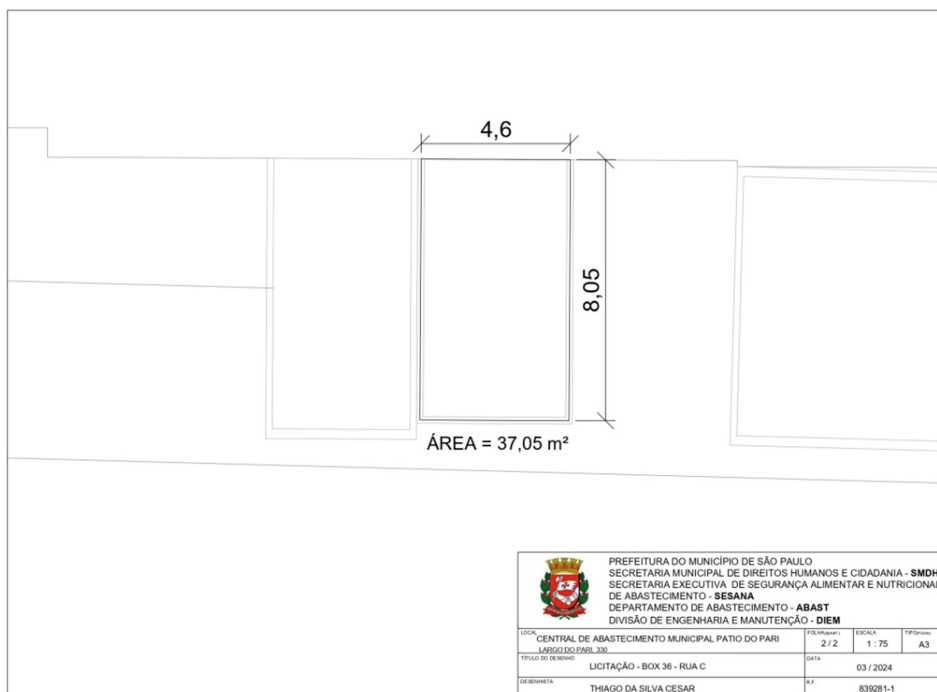 4,6
8,05
ÁREA = 37,05 m²
PREFEITURA DO MUNICÍPIO DE SÃO PAULO
SECRETARIA MUNICIPAL DE DIREITOS HUMANOS E CIDADANIA - SMDH
SECRETARIA EXECUTIVA DE SEGURANÇA ALIMENTAR E NUTRICIONAL
DE ABASTECIMENTO - SESANA
DEPARTAMENTO DE ABASTECIMENTO - ABAST
DIVISÃO DE ENGENHARIA E MANUTENÇÃO - DIEM
LOCAL
CENTRAL DE ABASTECIMENTO MUNICIPAL PATIO DO PARI
LARGO DO PARI, 330
FOLHA
2 / 2
ESCALA
1 : 75
TIPO
A3
TÍTULO DO DESENHO
LICITAÇÃO - BOX 36 - RUA C
DATA
03 / 2024
DESENHISTA
THIAGO DA SILVA CESAR
R.F.
839281-1